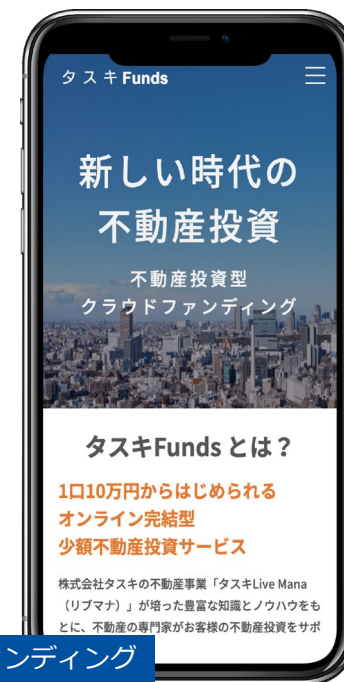 タスキFunds
新しい時代の
不動産投資
不動産投資型
クラウドファンディング
タスキFunds とは？
1口10万円からはじめられる
オンライン完結型
少額不動産投資サービス
株式会社タスキの不動産事業「タスキLive Mana
（リブマナ）」が培った豊富な知識とノウハウをも
とに、不動産の専門家がお客様の不動産投資をサポ
ンディング